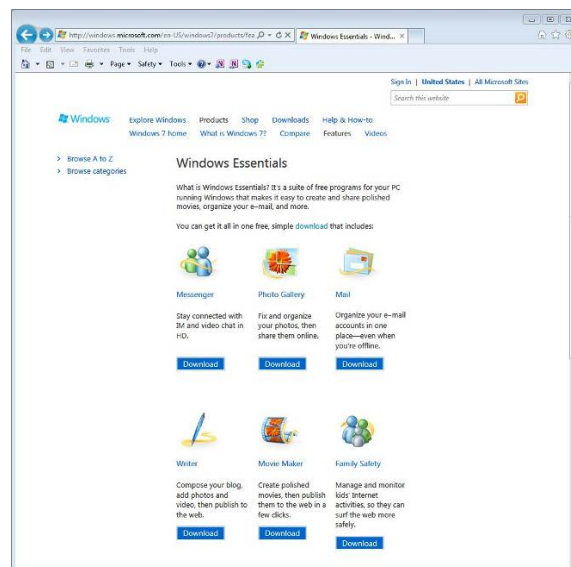 http://windows.microsoft.com/en-US/windows7/products/fea
Windows Essentials - Wind...
File Edit View Favorites Tools Help
Page Safety Tools
Sign In | United States | All Microsoft Sites
Search this website
Windows
Explore Windows Products Shop Downloads Help & How-to
Windows 7 home What is Windows 7? Compare Features Videos
Browse A to Z
Browse categories
Windows Essentials
What is Windows Essentials? It's a suite of free programs for your PC
running Windows that makes it easy to create and share polished
movies, organize your e-mail, and more.
You can get it all in one free, simple download that includes:
Messenger
Stay connected with
IM and video chat in
HD.
Download
Photo Gallery
Fix and organize
your photos, then
share them online.
Download
Mail
Organize your e-mail
accounts in one
place—even when
you're offline.
Download
Writer
Compose your blog,
add photos and
video, then publish to
the web.
Download
Movie Maker
Create polished
movies, then publish
them to the web in a
few clicks.
Download
Family Safety
Manage and monitor
kids' Internet
activities, so they can
surf the web more
safely.
Download